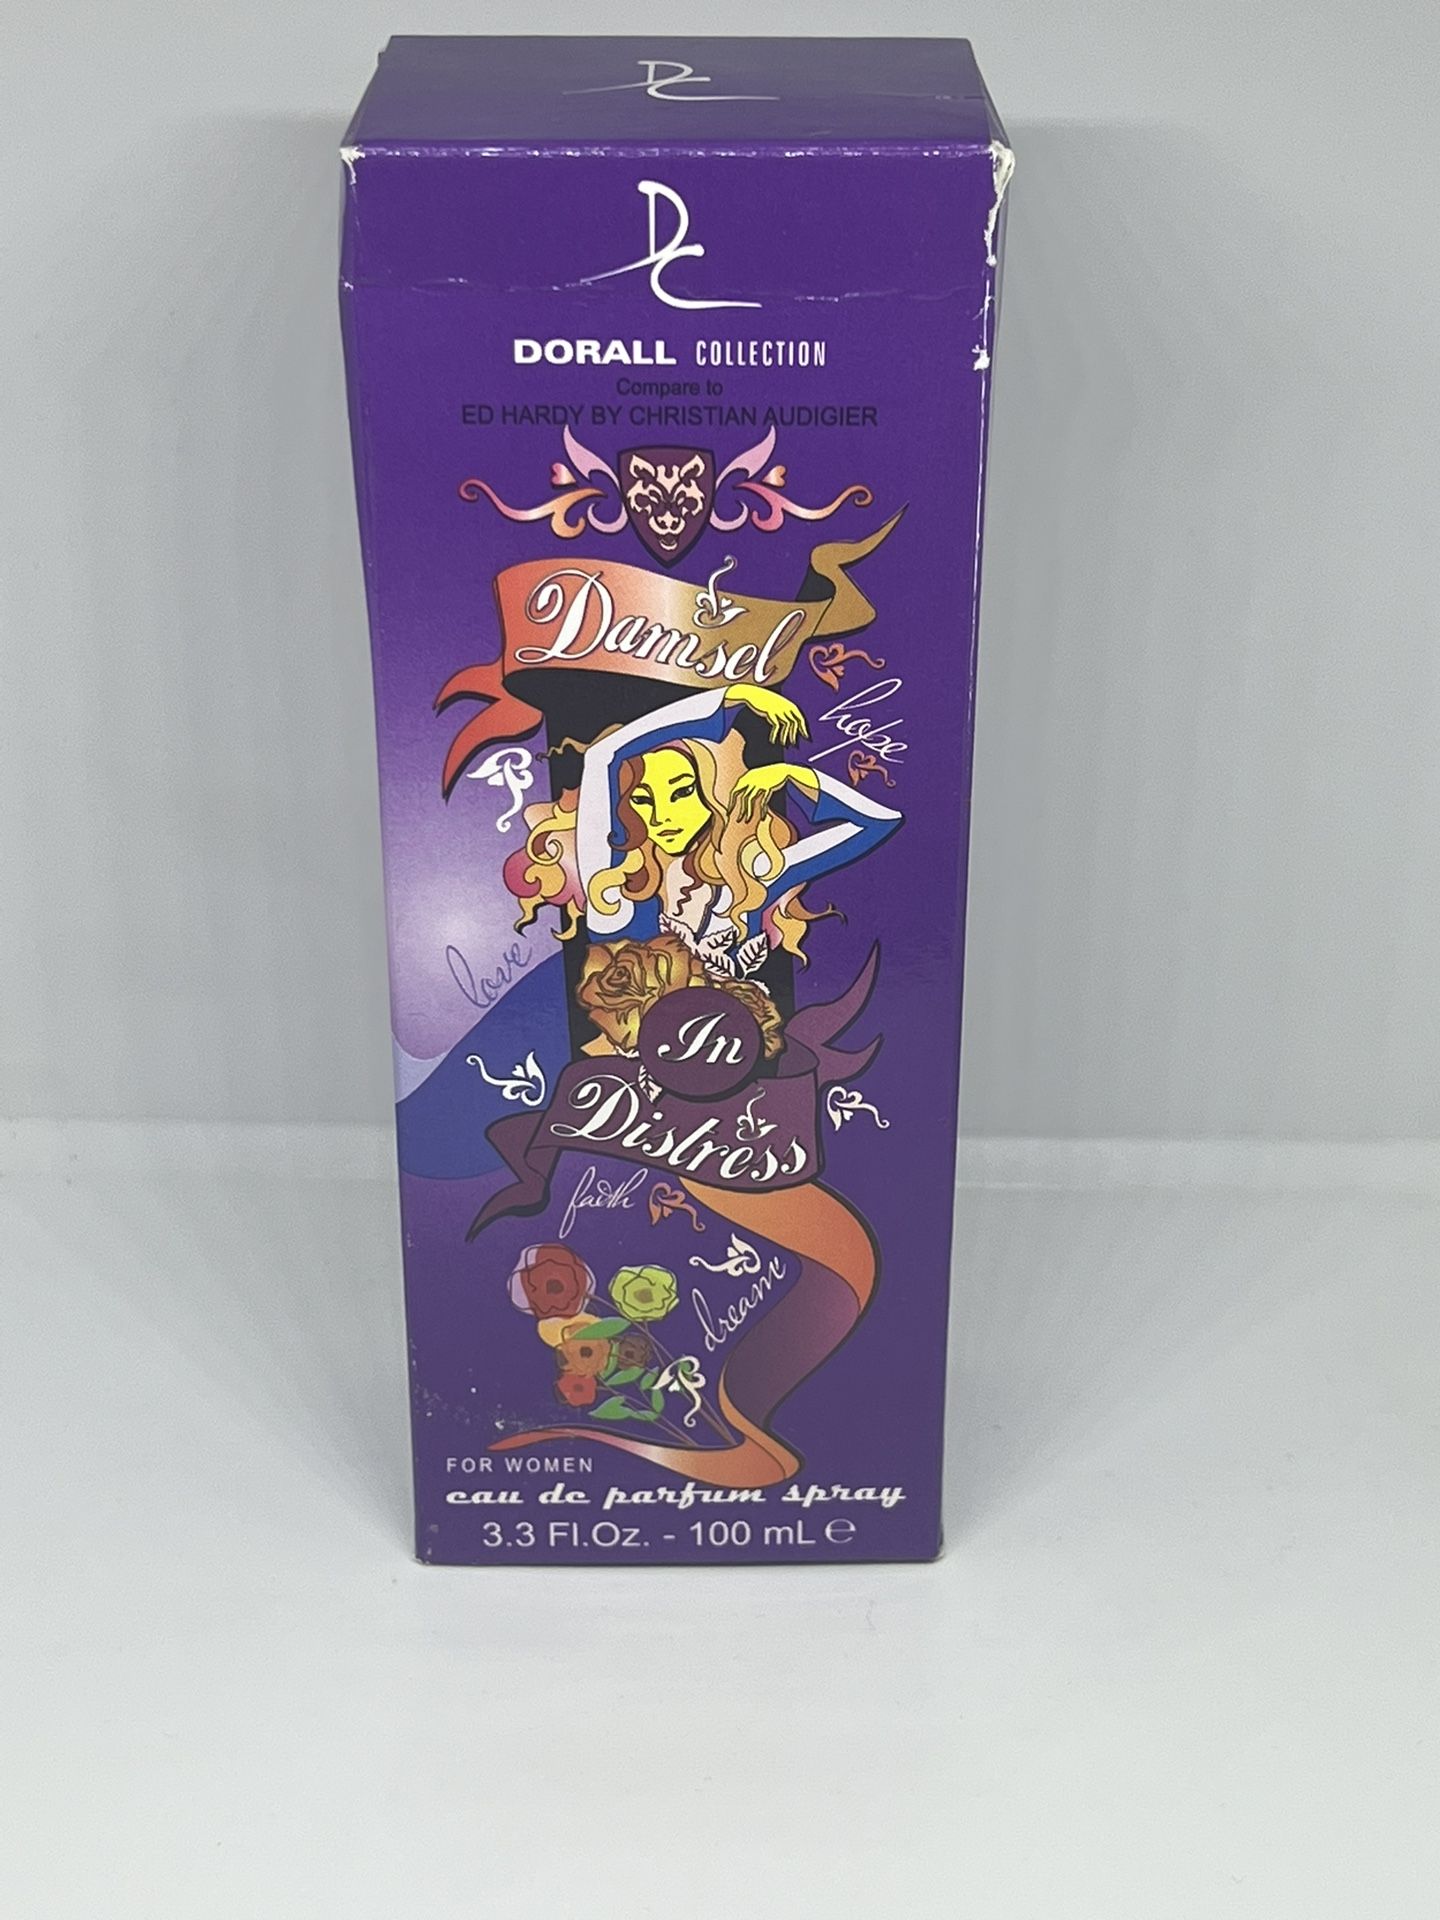 DC
DC
DORALL COLLECTION
Compare to
ED HARDY BY CHRISTIAN AUDIGIER
Damsel
hope
love
In
Distress
faith
dream
FOR WOMEN
eau de parfum spray
3.3 Fl.Oz. - 100 mL ℮